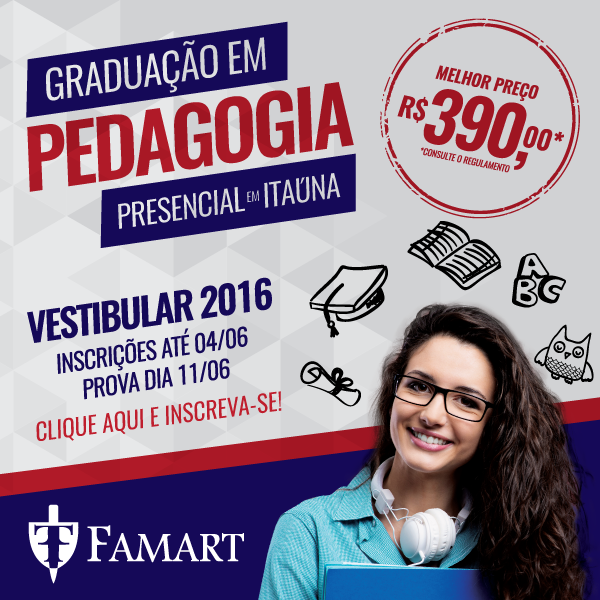 GRADUAÇÃO EM
PEDAGOGIA
PRESENCIAL EM ITAÚNA
MELHOR PREÇO
R$ 390,00*
*CONSULTE O REGULAMENTO
A
B C
VESTIBULAR 2016
INSCRIÇÕES ATÉ 04/06
PROVA DIA 11/06
CLIQUE AQUI E INSCREVA-SE!
FAMART